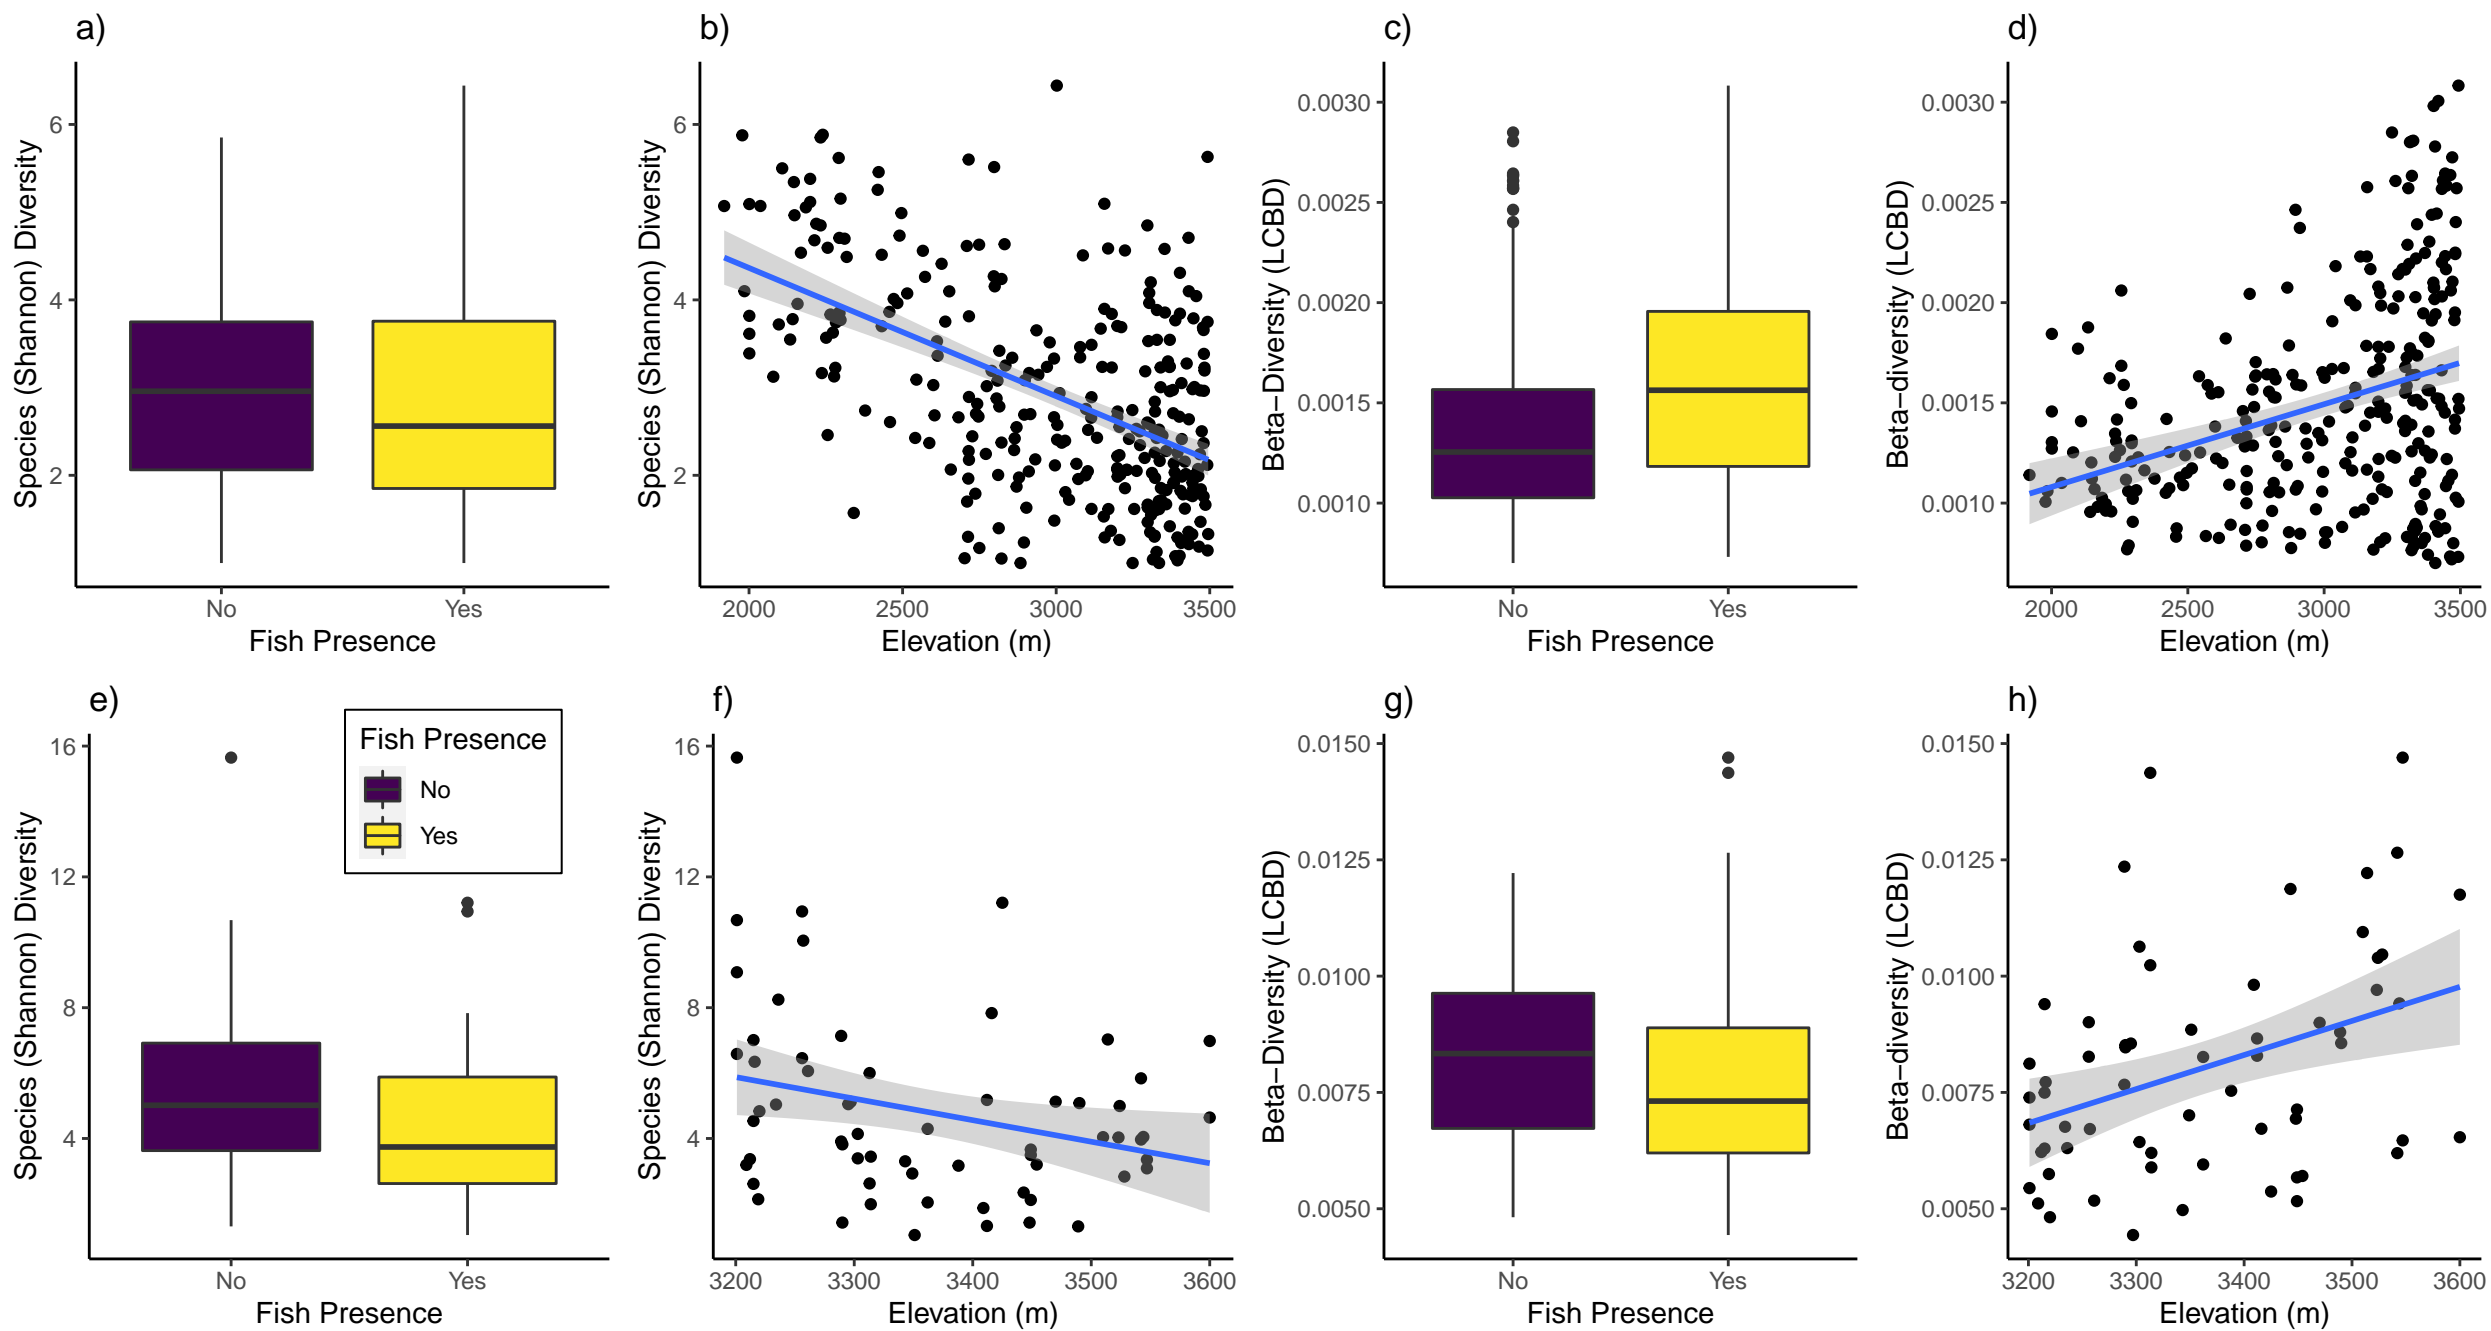 a)
Species (Shannon) Diversity
6
4
2
No Yes
Fish Presence
b)
Species (Shannon) Diversity
6
4
2
2000 2500 3000 3500
Elevation (m)
c)
Beta−Diversity (LCBD)
0.0030
0.0025
0.0020
0.0015
0.0010
No Yes
Fish Presence
d)
Beta−diversity (LCBD)
0.0030
0.0025
0.0020
0.0015
0.0010
2000 2500 3000 3500
Elevation (m)
e)
Species (Shannon) Diversity
16
12
8
4
Fish Presence
No
Yes
No Yes
Fish Presence
f)
Species (Shannon) Diversity
16
12
8
4
3200 3300 3400 3500 3600
Elevation (m)
g)
Beta−Diversity (LCBD)
0.0150
0.0125
0.0100
0.0075
0.0050
No Yes
Fish Presence
h)
Beta−diversity (LCBD)
0.0150
0.0125
0.0100
0.0075
0.0050
3200 3300 3400 3500 3600
Elevation (m)